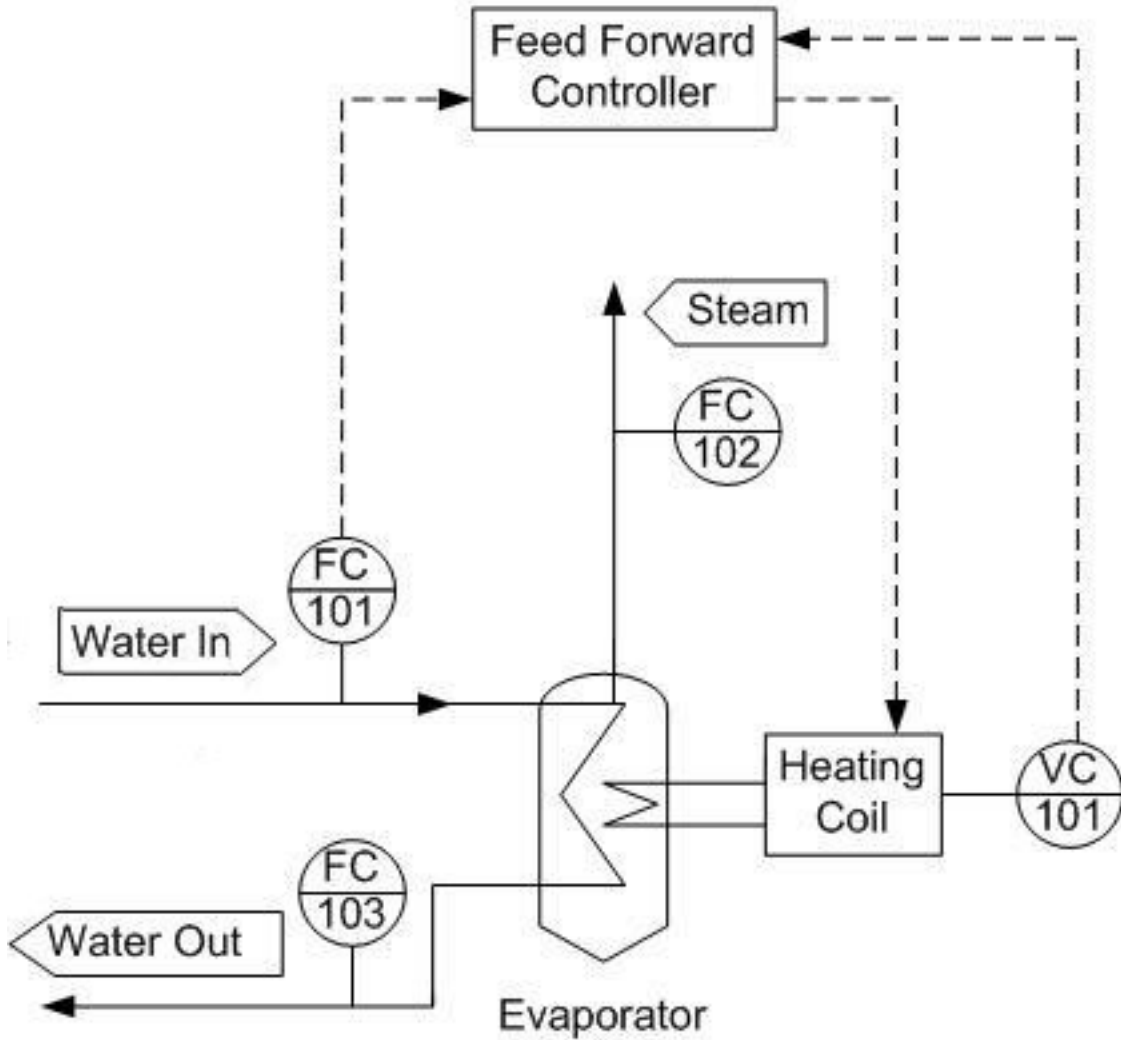 Feed Forward
Controller
Steam
FC
102
FC
101
Water In
Heating
Coil
VC
101
FC
103
Water Out
Evaporator